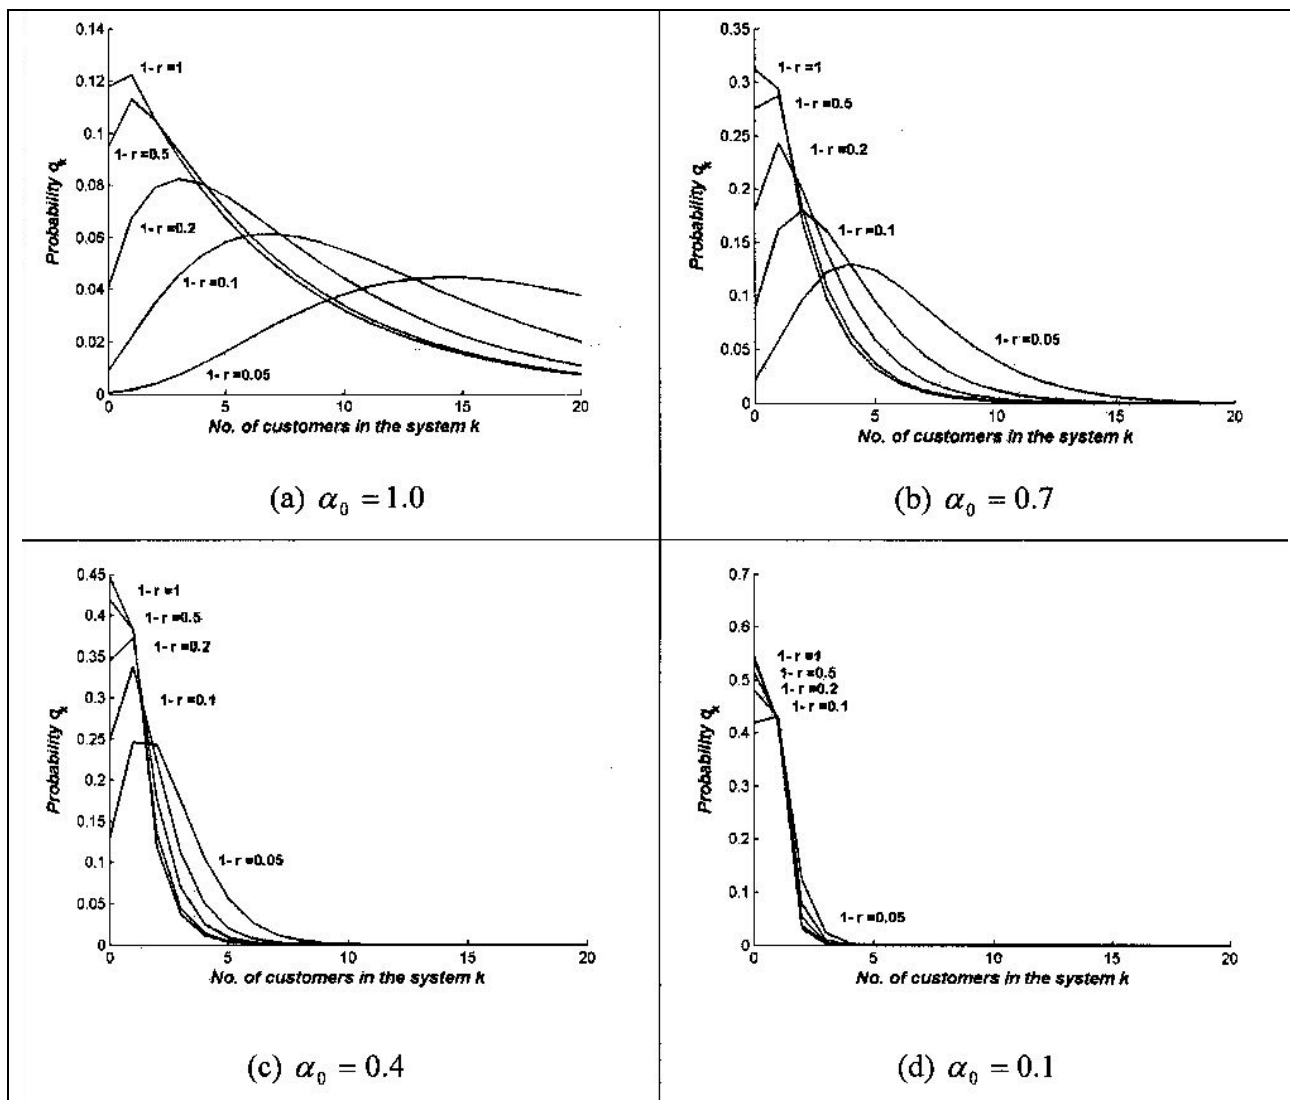 0.14
0.12
0.1
0.08
0.06
0.04
0.02
0
Probability q_k
1- r =1
1- r =0.5
1- r =0.2
1- r =0.1
1- r =0.05
0 5 10 15 20
No. of customers in the system k
(a) α₀ = 1.0
0.35
0.3
0.25
0.2
0.15
0.1
0.05
0
Probability q_k
1- r =1
1- r =0.5
1- r =0.2
1- r =0.1
1- r =0.05
0 5 10 15 20
No. of customers in the system k
(b) α₀ = 0.7
0.45
0.4
0.35
0.3
0.25
0.2
0.15
0.1
0.05
0
Probability q_k
1- r =1
1- r =0.5
1- r =0.2
1- r =0.1
1- r =0.05
0 5 10 15 20
No. of customers in the system k
(c) α₀ = 0.4
0.7
0.6
0.5
0.4
0.3
0.2
0.1
0
Probability q_k
1- r =1
1- r =0.5
1- r =0.2
1- r =0.1
1- r =0.05
0 5 10 15 20
No. of customers in the system k
(d) α₀ = 0.1